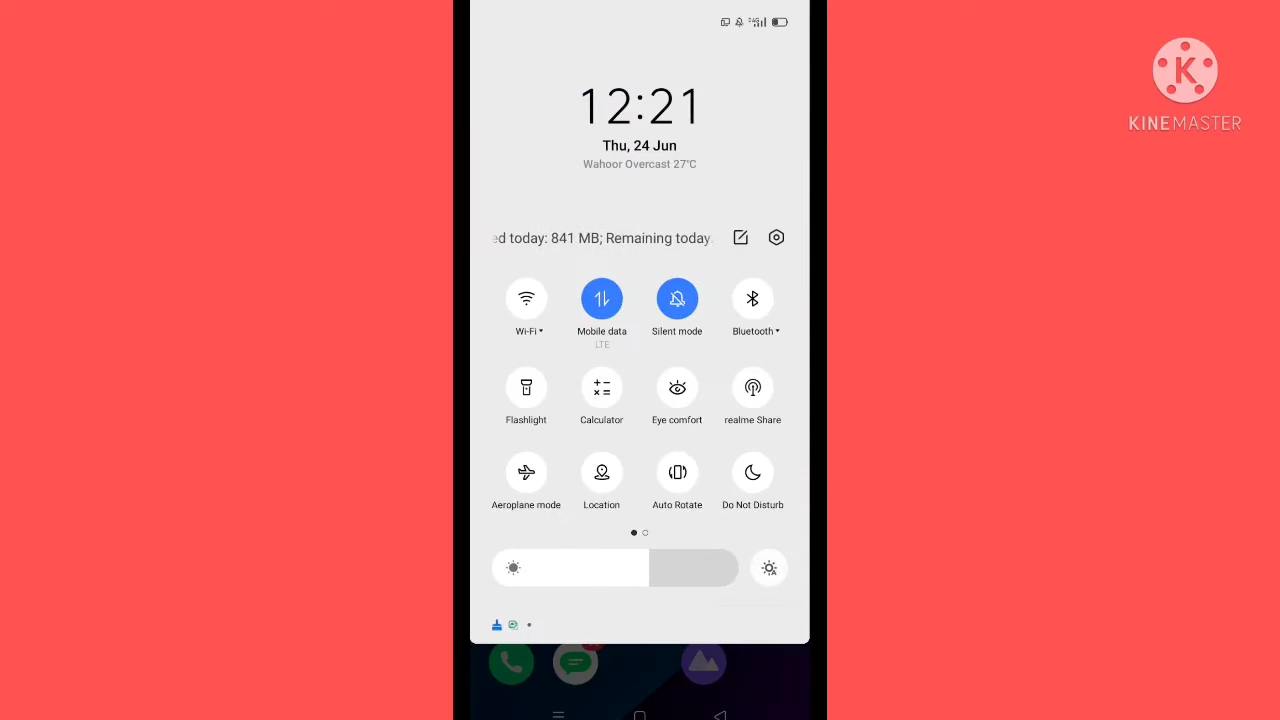 K
KINEMASTER
12:21
Thu, 24 Jun
Wahoor Overcast 27°C
ed today: 841 MB; Remaining today.
Wi-Fi
Mobile data
Silent mode
Bluetooth
LTE
Flashlight
Calculator
Eye comfort
realme Share
Aeroplane mode
Location
Auto Rotate
Do Not Disturb